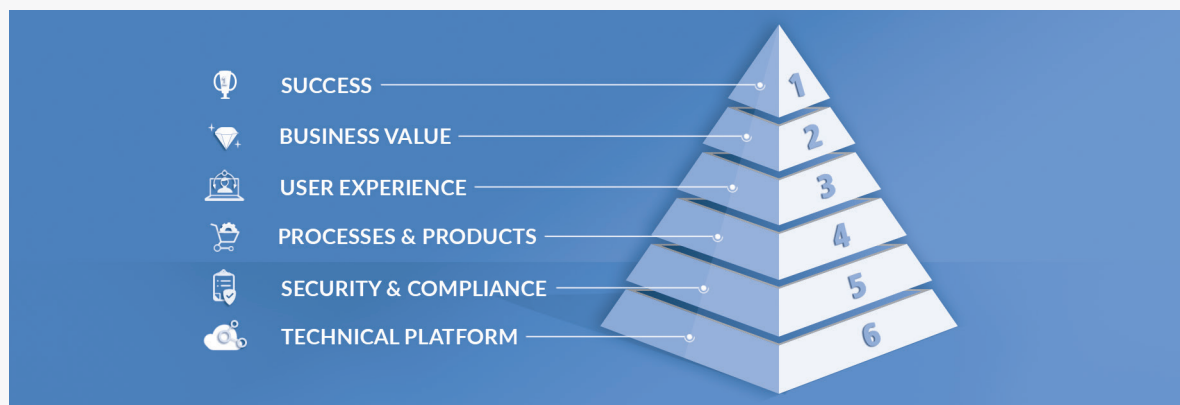 SUCCESS
1
BUSINESS VALUE
2
USER EXPERIENCE
3
PROCESSES & PRODUCTS
4
SECURITY & COMPLIANCE
5
TECHNICAL PLATFORM
6